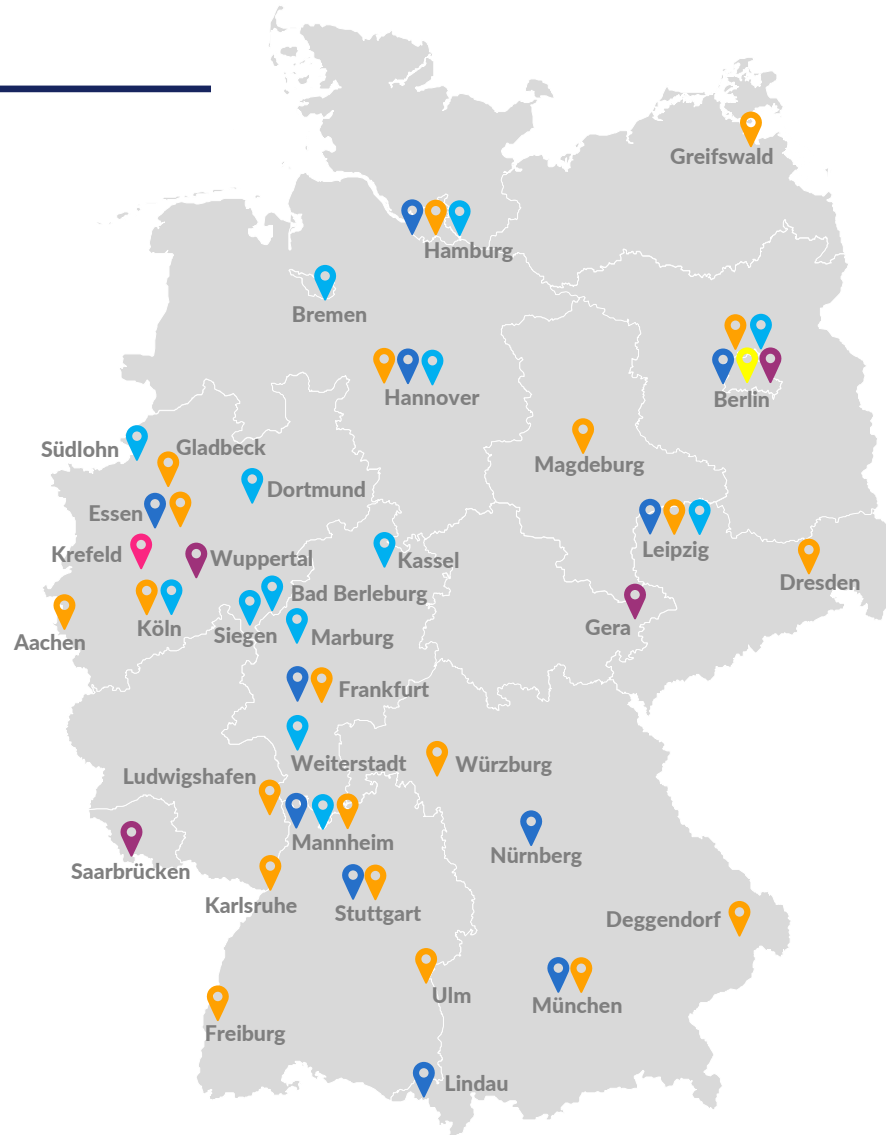 Greifswald
Hamburg
Bremen
Hannover
Berlin
Südlohn
Gladbeck
Magdeburg
Dortmund
Essen
Leipzig
Krefeld
Wuppertal
Kassel
Dresden
Bad Berleburg
Aachen
Köln
Siegen
Marburg
Gera
Frankfurt
Weiterstadt
Würzburg
Ludwigshafen
Mannheim
Nürnberg
Saarbrücken
Karlsruhe
Stuttgart
Deggendorf
Ulm
München
Freiburg
Lindau